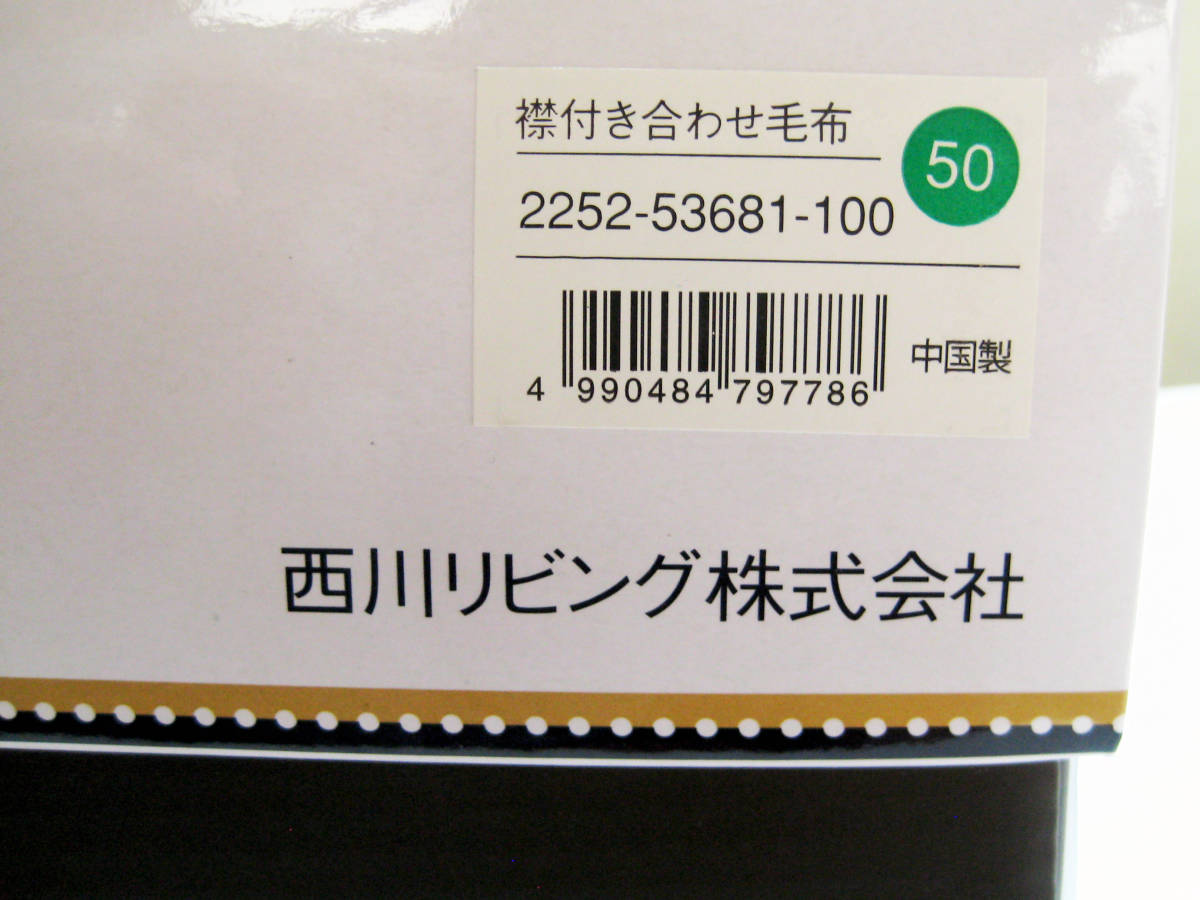 襟付き合わせ毛布
50
2252-53681-100
中国製
4 990484 797786
西川リビング株式会社